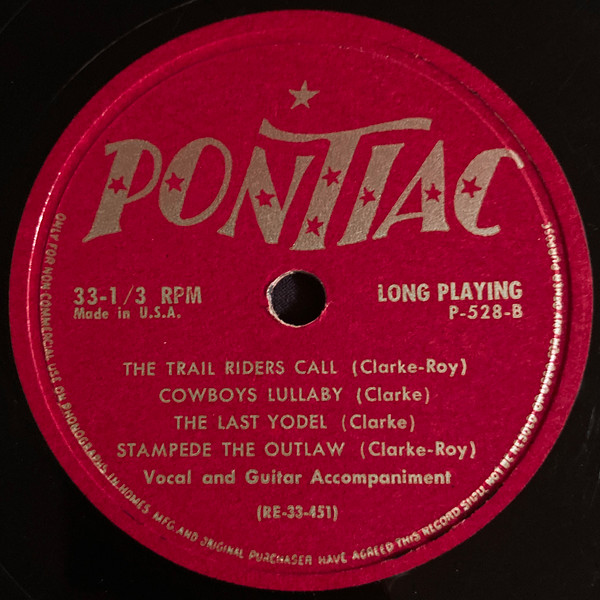 PONTIAC
33-1/3 RPM
Made in U.S.A.
LONG PLAYING
P-528-B
THE TRAIL RIDERS CALL (Clarke-Roy)
COWBOYS LULLABY (Clarke)
THE LAST YODEL (Clarke)
STAMPEDE THE OUTLAW (Clarke-Roy)
Vocal and Guitar Accompaniment
(RE-33-451)
ONLY FOR NON COMMERCIAL USE ON PHONOGRAPHS IN HOMES. MFG AND ORIGINAL PURCHASER HAVE AGREED THIS RECORD SHALL NOT BE RESOLD OR